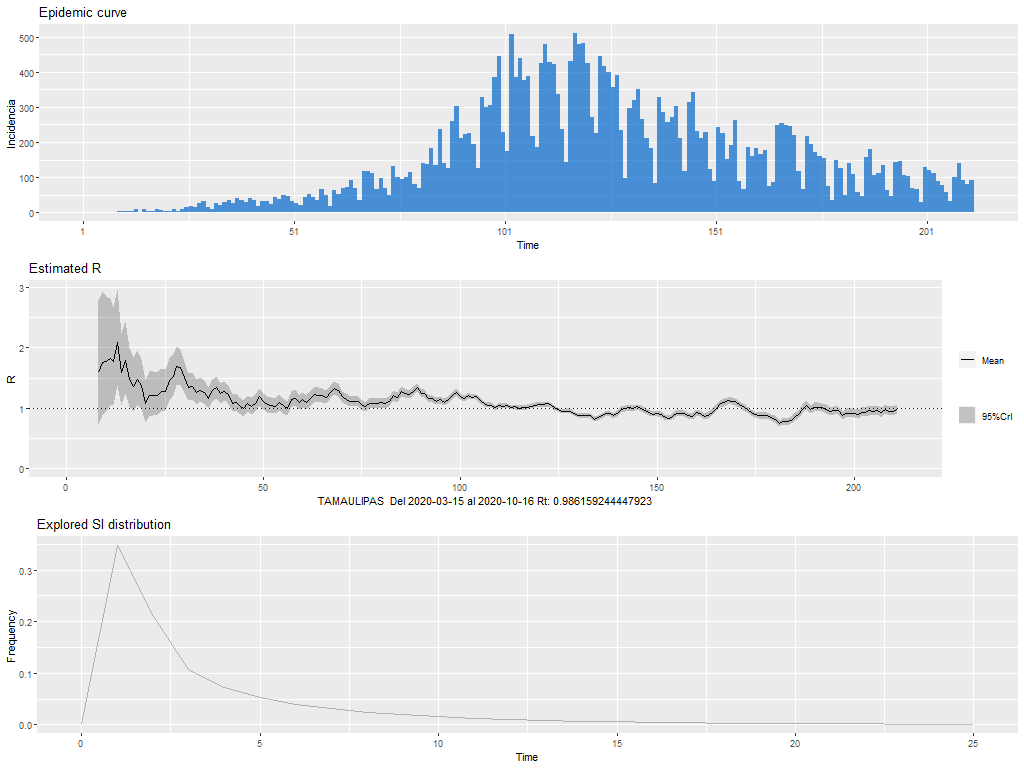 Epidemic curve
500
400
300
200
100
0
Incidencia
1 51 101 151 201
Time
Estimated R
3
2
1
0
R
Mean
95%CrI
0 50 100 150 200
TAMAULIPAS Del 2020-03-15 al 2020-10-16 Rt: 0.986159244447923
Explored SI distribution
0.3
0.2
0.1
0.0
Frequency
0 5 10 15 20 25
Time